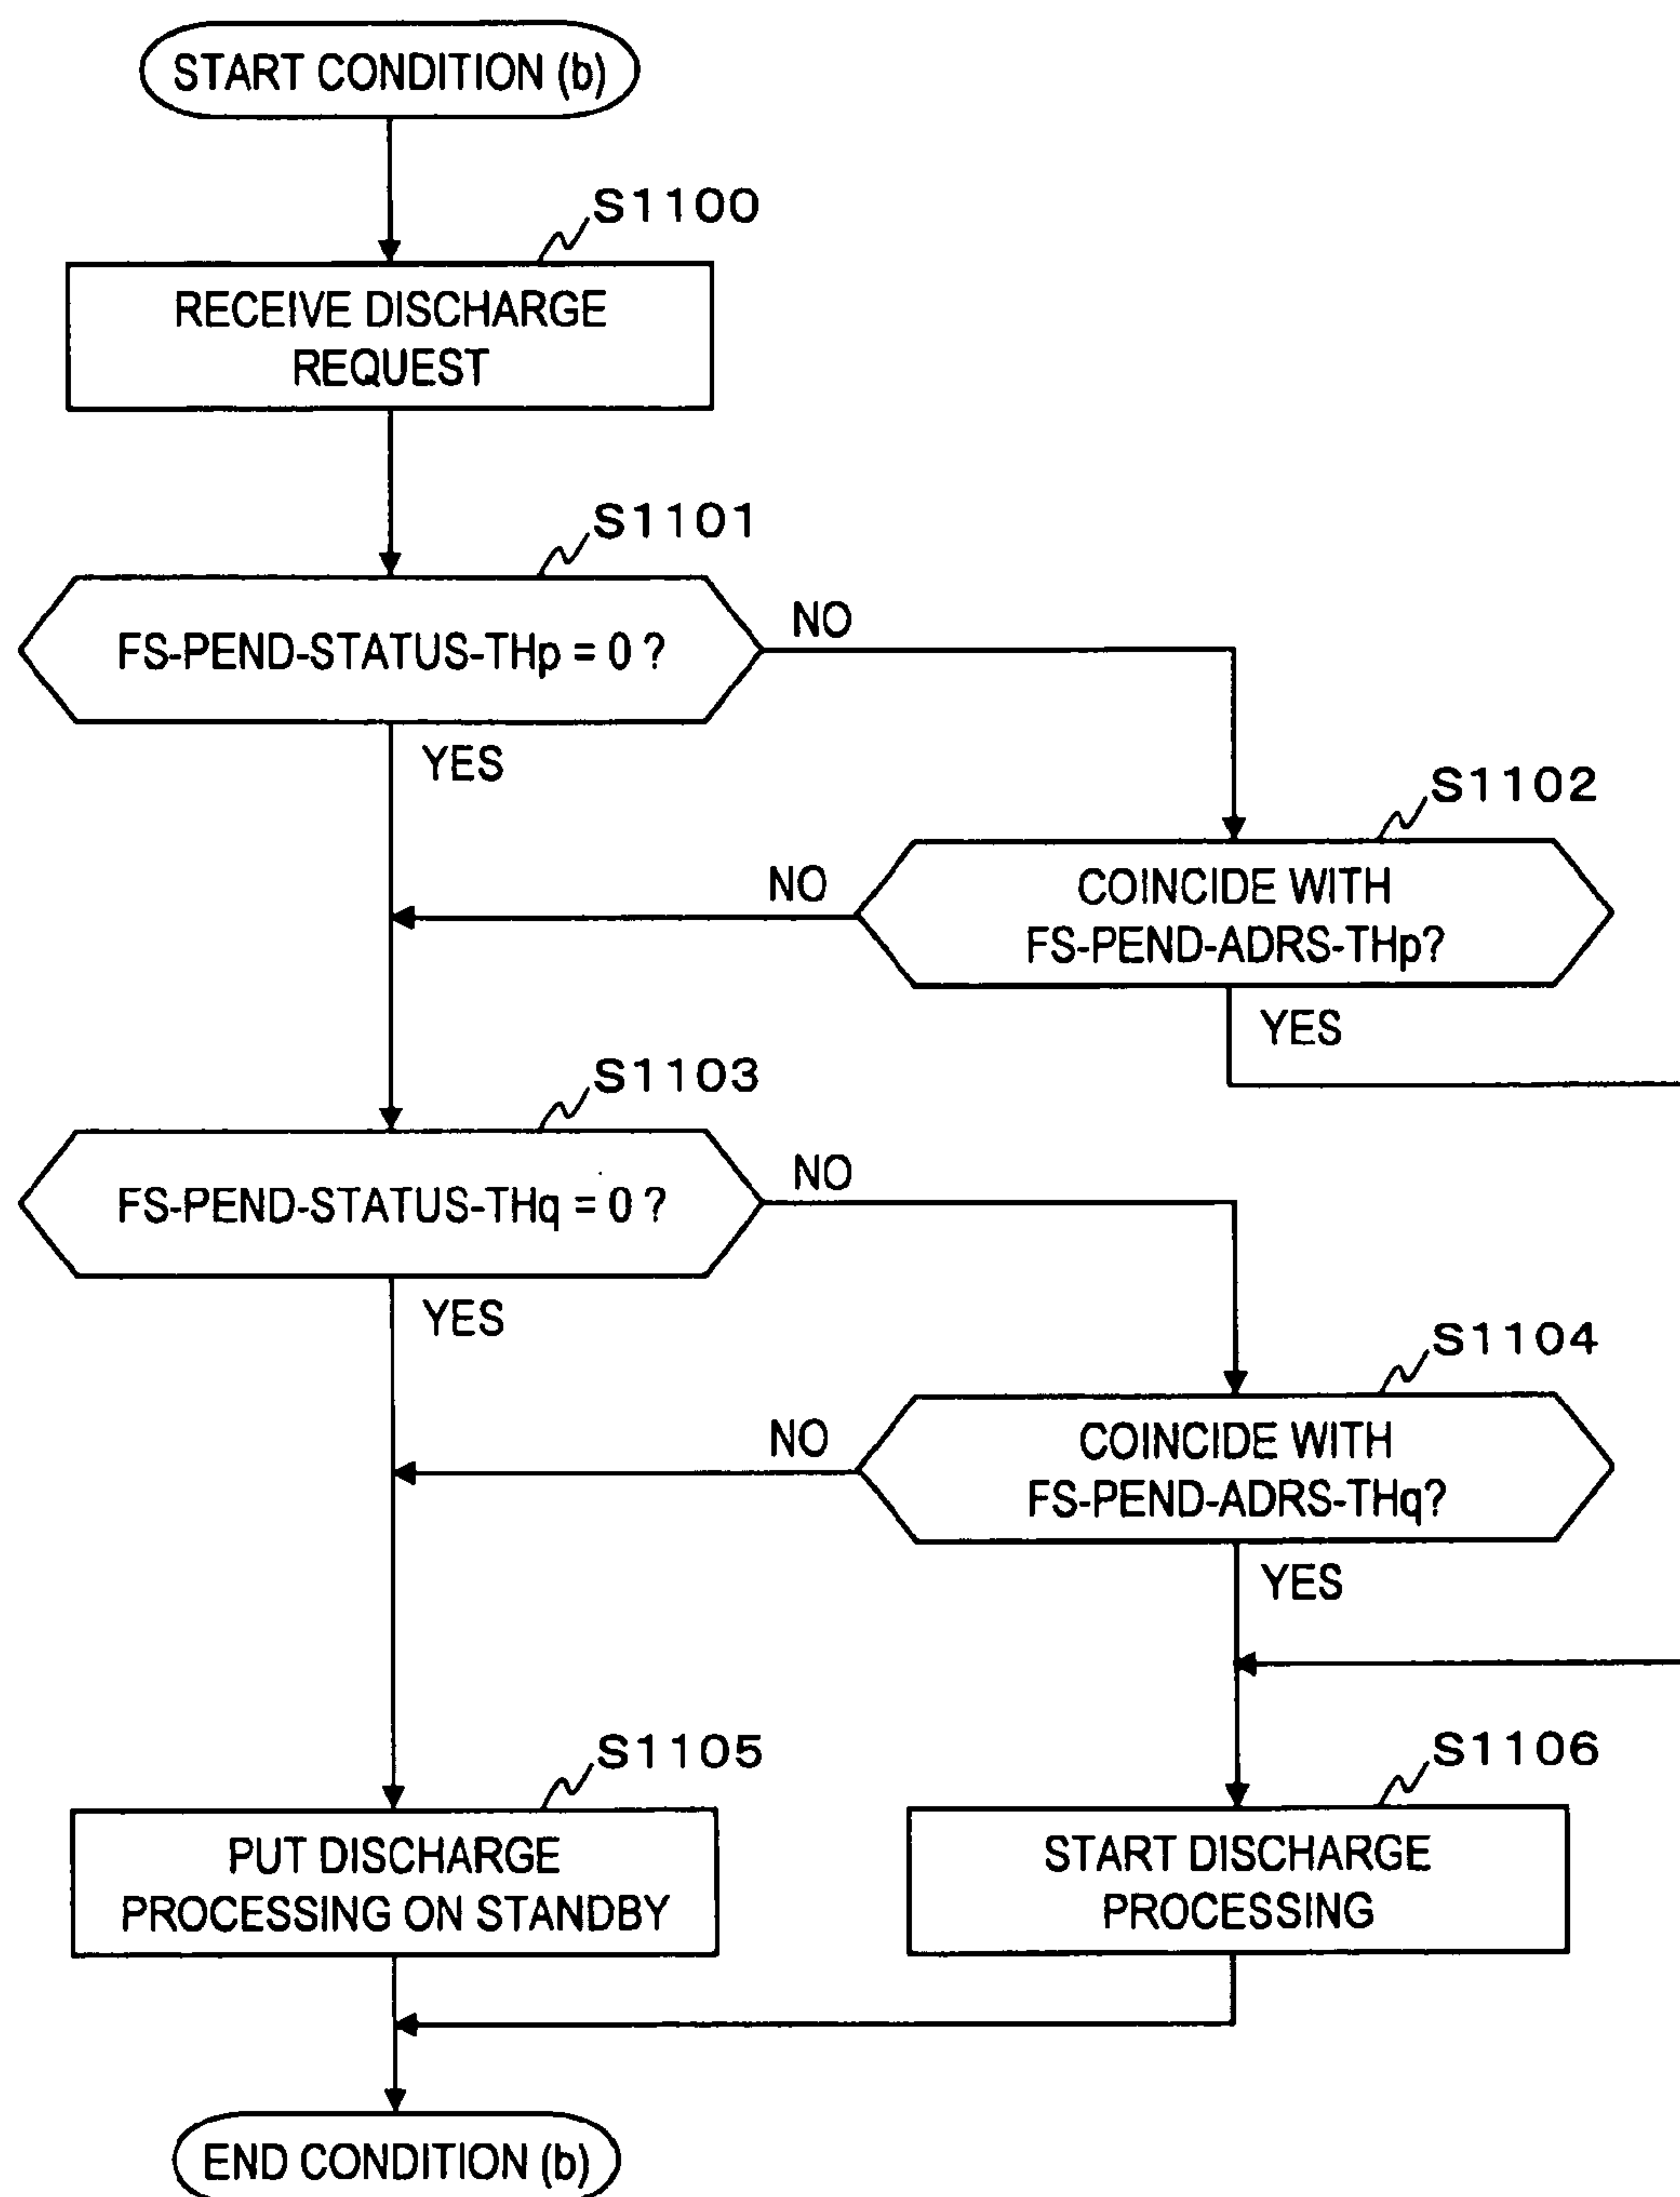 START CONDITION (b)
S1100
RECEIVE DISCHARGE
REQUEST
S1101
FS-PEND-STATUS-THp = 0 ?
NO
YES
S1102
COINCIDE WITH
FS-PEND-ADRS-THp?
NO
YES
S1103
FS-PEND-STATUS-THq = 0 ?
NO
YES
S1104
COINCIDE WITH
FS-PEND-ADRS-THq?
NO
YES
S1105
PUT DISCHARGE
PROCESSING ON STANDBY
S1106
START DISCHARGE
PROCESSING
END CONDITION (b)